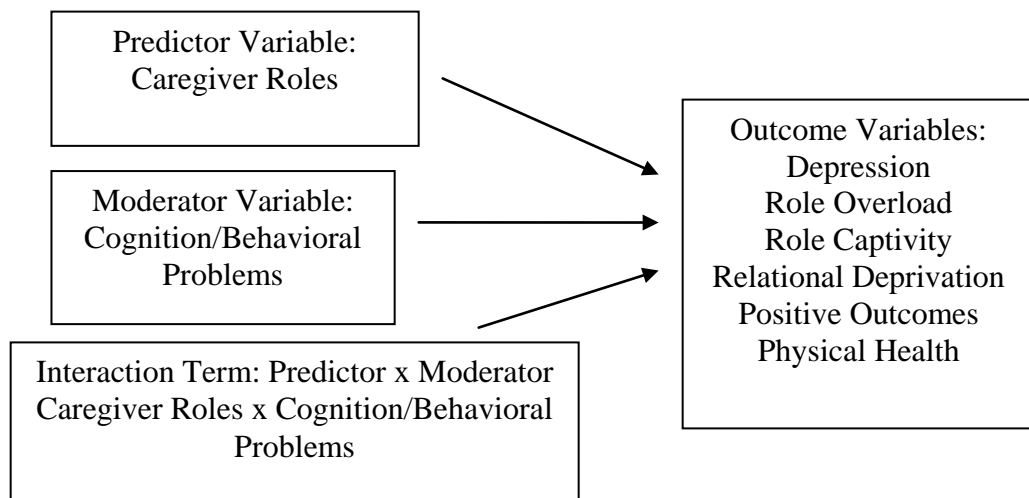 Predictor Variable:
Caregiver Roles
Moderator Variable:
Cognition/Behavioral
Problems
Interaction Term: Predictor x Moderator
Caregiver Roles x Cognition/Behavioral
Problems
Outcome Variables:
Depression
Role Overload
Role Captivity
Relational Deprivation
Positive Outcomes
Physical Health